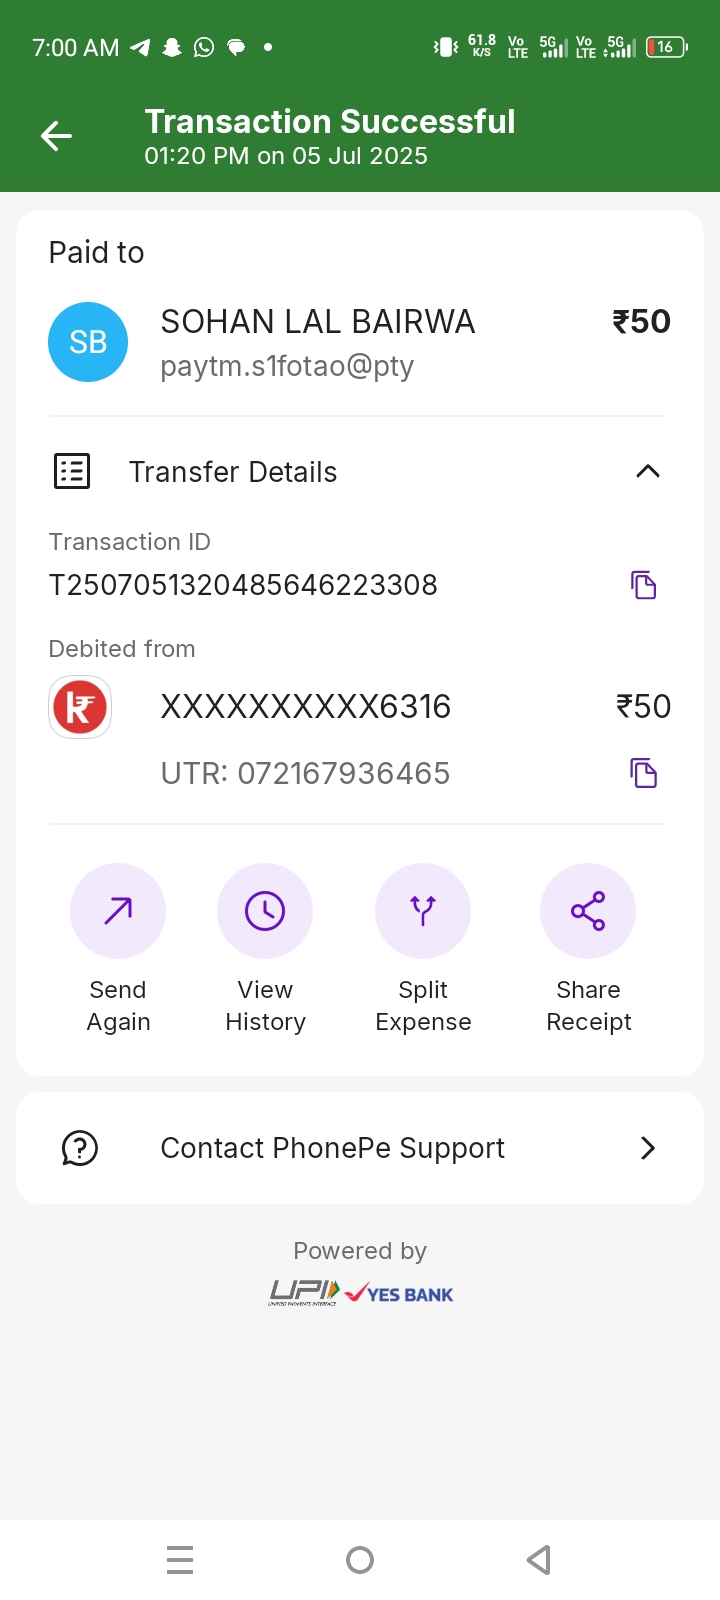 7:00 AM
61.8 K/S
Vo LTE 5G Vo LTE 5G 16
Transaction Successful
01:20 PM on 05 Jul 2025
Paid to
SB SOHAN LAL BAIRWA ₹50
paytm.s1fotao@pty
Transfer Details
Transaction ID
T2507051320485646223308
Debited from
XXXXXXXXXX6316 ₹50
UTR: 072167936465
Send Again
View History
Split Expense
Share Receipt
Contact PhonePe Support
Powered by
UPI YES BANK
UNIFIED PAYMENTS INTERFACE